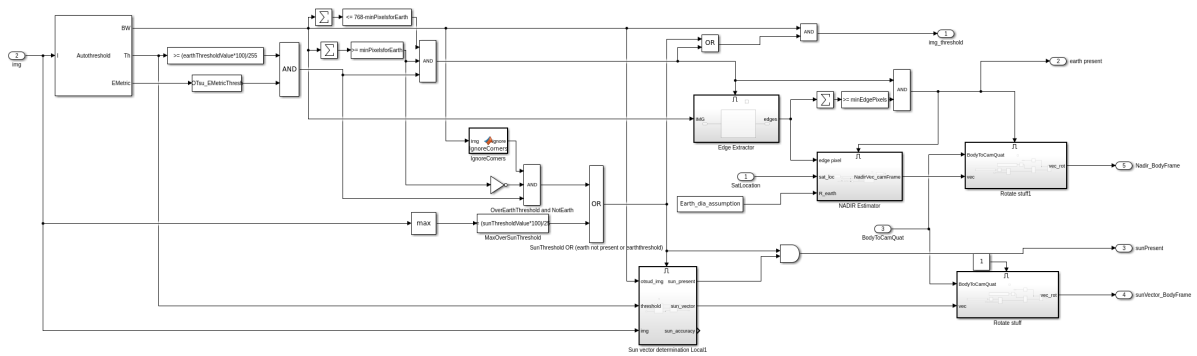 BW
<= 768-minPixelsforEarth
AND
1
img_threshold
OR
2
img
I
Autothreshold
Th
>= (earthThresholdValue*100)/255
AND
>= minPixelsforEarth
AND
2
earth present
EMetric
AND
>= minEdgePixels
IMG
edges
Edge Extractor
img
ignore
IgnoreCorners
IgnoreCorners
BodyToCamQuat
vec_rot
vec
Rotate stuff1
5
Nadir_BodyFrame
edge pixel
sat_loc
R_earth
NadirVec_camFrame
NADIR Estimator
1
SatLocation
AND
OverEarthThreshold and NotEarth
OR
Earth_dia_assumption
max
MaxOverSunThreshold
3
BodyToCamQuat
SunThreshold OR (earth not present or earththreshold)
3
sunPresent
1
otsud_img
sun_present
threshold
sun_vector
img
sun_accuracy
Sun vector determination Local1
BodyToCamQuat
vec_rot
vec
Rotate stuff
4
sunVector_BodyFrame